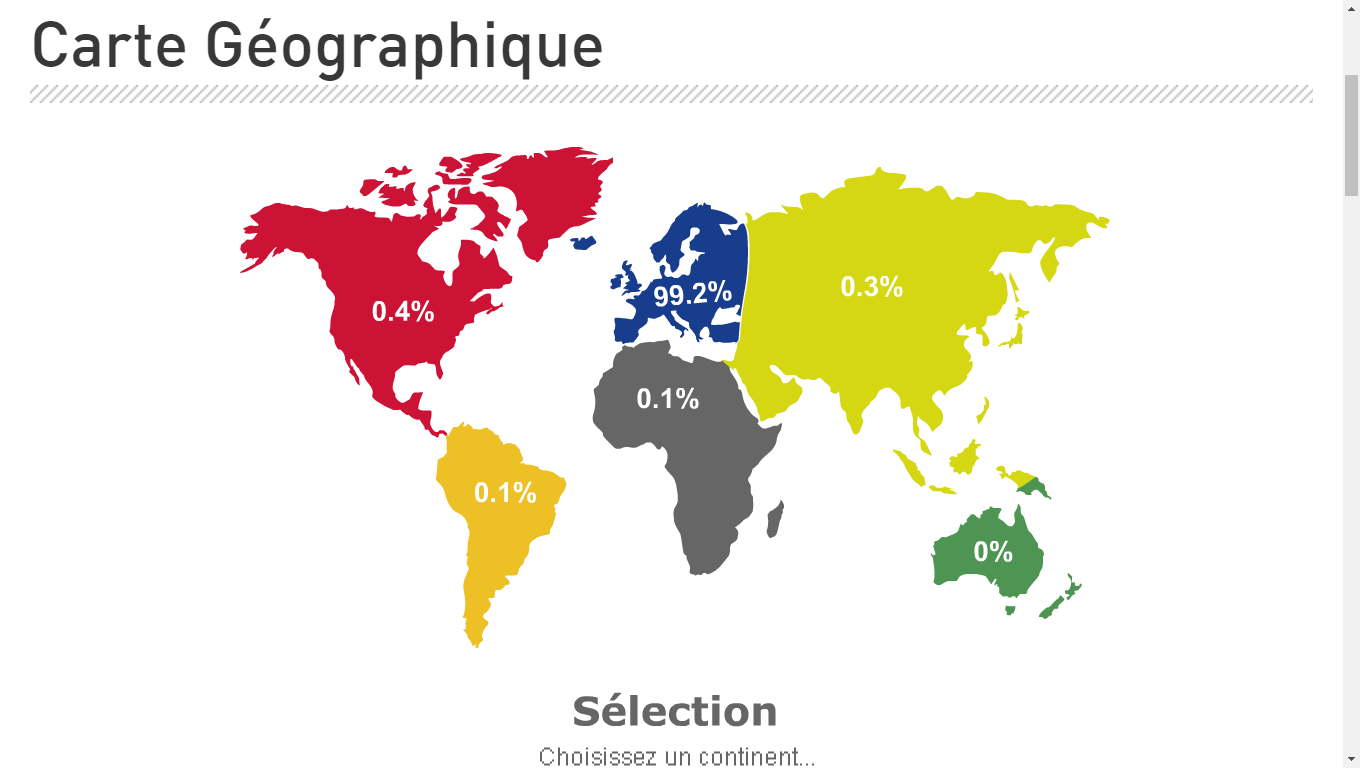 Carte Géographique
0.4%
99.2%
0.3%
0.1%
0.1%
0%
Sélection
Choisissez un continent...